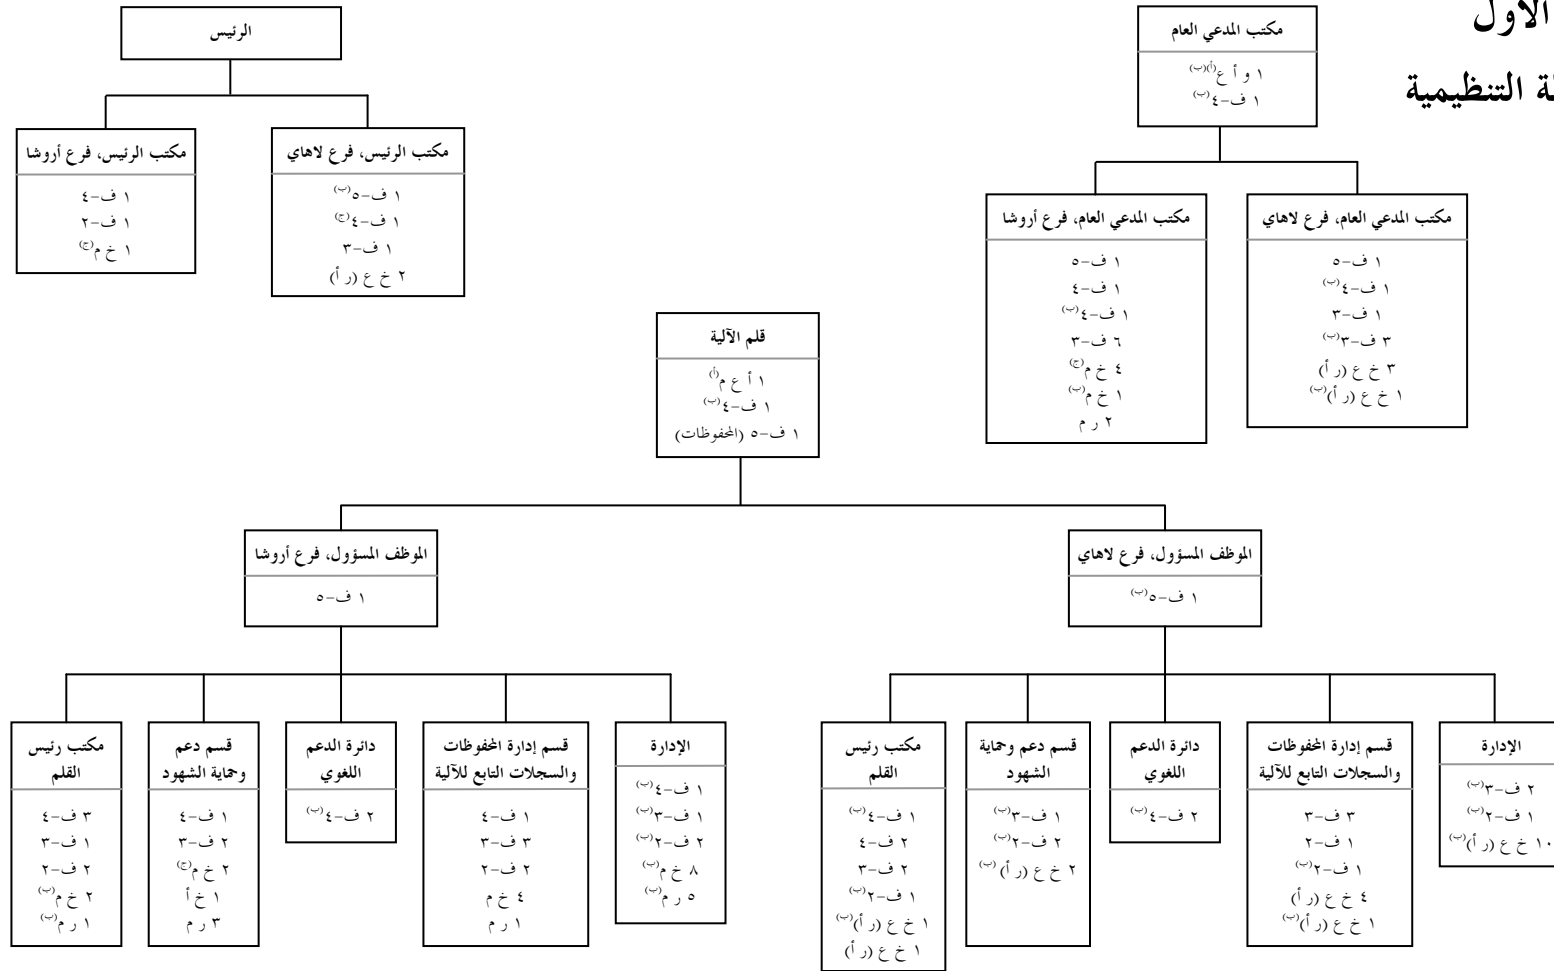 الأول
التنظيمية
الرئيس
مكتب الرئيس، فرع أروشا
١ ف-٤
١ ف-٢
١ خ م(ج)
مكتب الرئيس، فرع لاهاي
١ ف-٥(ب)
١ ف-٤(ج)
١ ف-٣
٢ خ ع (ر أ)
مكتب المدعي العام
١ و أ ع(أ)(ب)
١ ف-٤(ب)
مكتب المدعي العام، فرع أروشا
١ ف-٥
١ ف-٤
١ ف-٤(ب)
٦ ف-٣
٤ خ م(ج)
١ خ م(ب)
٢ ر م
مكتب المدعي العام، فرع لاهاي
١ ف-٥
١ ف-٤(ب)
١ ف-٣
٣ ف-٣(ب)
٣ خ ع (ر أ)
١ خ ع (ر أ)(ب)
قلم الآلية
١ أ ع م(أ)
١ ف-٤(ب)
١ ف-٥ (المحفوظات)
الموظف المسؤول، فرع أروشا
١ ف-٥
الموظف المسؤول، فرع لاهاي
١ ف-٥(ب)
مكتب رئيس
القلم
٣ ف-٤
١ ف-٣
٢ ف-٢
٢ خ م(ب)
١ ر م(ب)
قسم دعم
وحماية الشهود
١ ف-٤
٢ ف-٣
٢ خ م(ج)
١ خ أ
٣ ر م
دائرة الدعم
اللغوي
٢ ف-٤(ب)
قسم إدارة المحفوظات
والسجلات التابع للآلية
١ ف-٤
٣ ف-٣
٢ ف-٢
٤ خ م
١ ر م
الإدارة
١ ف-٤(ب)
١ ف-٣(ب)
٢ ف-٢(ب)
٨ خ م(ب)
٥ ر م(ب)
مكتب رئيس
القلم
١ ف-٤(ب)
٢ ف-٤
٢ ف-٣
١ ف-٢(ب)
١ خ ع (ر أ)(ب)
١ خ ع (ر أ)
قسم دعم وحماية
الشهود
١ ف-٣(ب)
٢ ف-٢(ب)
٢ خ ع (ر أ) (ب)
دائرة الدعم
اللغوي
٢ ف-٤(ب)
قسم إدارة المحفوظات
والسجلات التابع للآلية
٣ ف-٣
١ ف-٢
١ ف-٢(ب)
٤ خ ع (ر أ)
١ خ ع (ر أ)(ب)
الإدارة
٢ ف-٣(ب)
١ ف-٢(ب)
١٠ خ ع (ر أ)(ب)